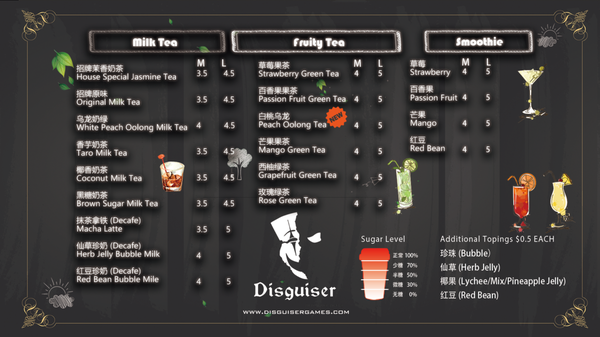 Milk Tea
M L
招牌茉香奶茶
House Special Jasmine Tea 3.5 4.5
招牌原味
Original Milk Tea 3.5 4.5
乌龙奶绿
White Peach Oolong Milk Tea 4 4.5
香芋奶茶
Taro Milk Tea 3.5 4.5
椰香奶茶
Coconut Milk Tea 3.5 4.5
黑糖奶茶
Brown Sugar Milk Tea 3.5 4.5
抹茶拿铁 (Decafe)
Macha Latte 3.5 5
仙草珍奶 (Decafe)
Herb Jelly Bubble Milk 4 5
红豆珍奶 (Decafe)
Red Bean Bubble Mile 4 5
Fruity Tea
M L
草莓果茶
Strawberry Green Tea 4 5
百香果果茶
Passion Fruit Green Tea 4 5
白桃乌龙
Peach Oolong Tea 4 5
NEW
芒果果茶
Mango Green Tea 4 5
西柚绿茶
Grapefruit Green Tea 4 5
玫瑰绿茶
Rose Green Tea 4 5
Smoothie
M L
草莓
Strawberry 4 5
百香果
Passion Fruit 4 5
芒果
Mango 4 5
红豆
Red Bean 4 5
Disguiser
WWW.DISGUISERGAMES.COM
Sugar Level
正常 100%
少糖 70%
半糖 50%
微糖 30%
无糖 0%
Additional Topings $0.5 EACH
珍珠 (Bubble)
仙草 (Herb Jelly)
椰果 (Lychee/Mix/Pineapple Jelly)
红豆 (Red Bean)